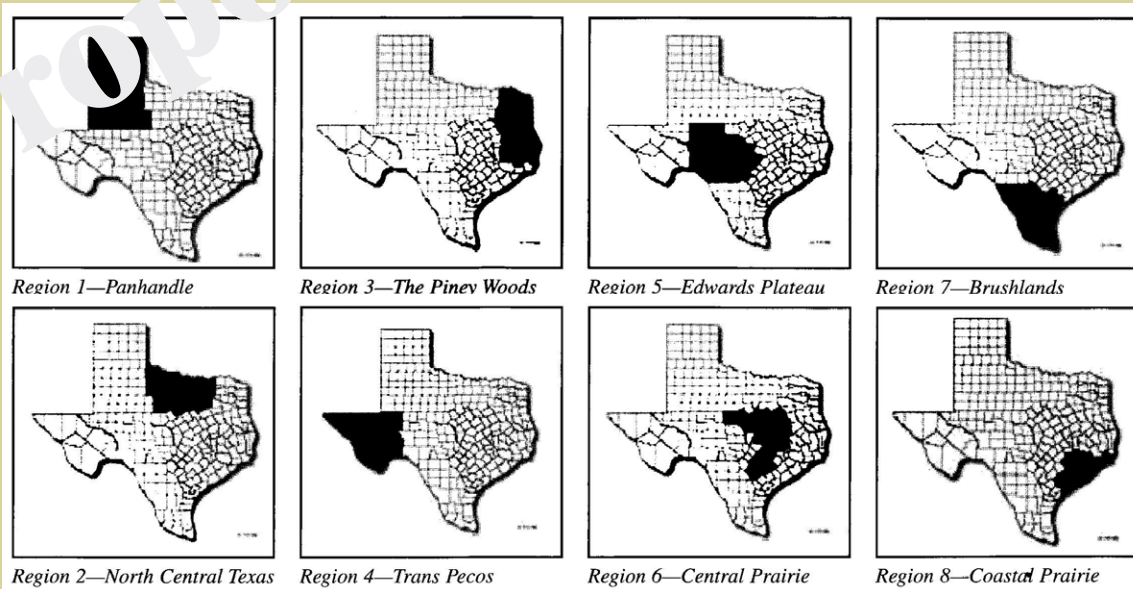 rope
Region 1—Panhandle
Region 3—The Piney Woods
Region 5—Edwards Plateau
Region 7—Brushlands
Region 2—North Central Texas
Region 4—Trans Pecos
Region 6—Central Prairie
Region 8—Coastal Prairie